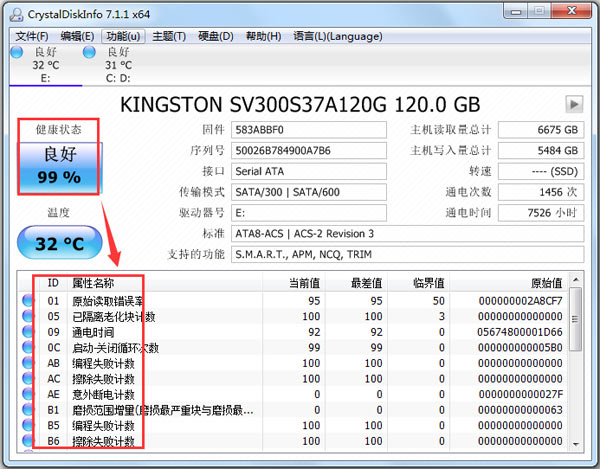 CrystalDiskInfo 7.1.1 x64
文件(F) 编辑(E) 功能(u) 主题(T) 硬盘(D) 帮助(H) 语言(L)(Language)
良好 良好
32 °C 31 °C
E: C: D:
KINGSTON SV300S37A120G 120.0 GB
健康状态
良好
99 %
温度
32 °C
固件 583ABBF0 主机读取量总计 6675 GB
序列号 50026B784900A7B6 主机写入量总计 5484 GB
接口 Serial ATA 转速 ---- (SSD)
传输模式 SATA/300 | SATA/600 通电次数 1456 次
驱动器号 E: 通电时间 7526 小时
标准 ATA8-ACS | ACS-2 Revision 3
支持的功能 S.M.A.R.T., APM, NCQ, TRIM
ID 属性名称 当前值 最差值 临界值 原始值
01 原始读取错误率 95 95 50 000000002A8CF7
05 已隔离老化块计数 100 100 3 00000000000000
09 通电时间 92 92 0 05674800001D66
0C 启动-关闭循环次数 99 99 0 000000000005B0
AB 编程失败计数 100 100 0 00000000000000
AC 擦除失败计数 100 100 0 00000000000000
AE 意外断电计数 0 0 0 0000000000027F
B1 磨损范围增量(磨损最严重块与磨损最... 0 0 0 00000000000063
B5 编程失败计数 100 100 0 00000000000000
B6 擦除失败计数 100 100 0 00000000000000